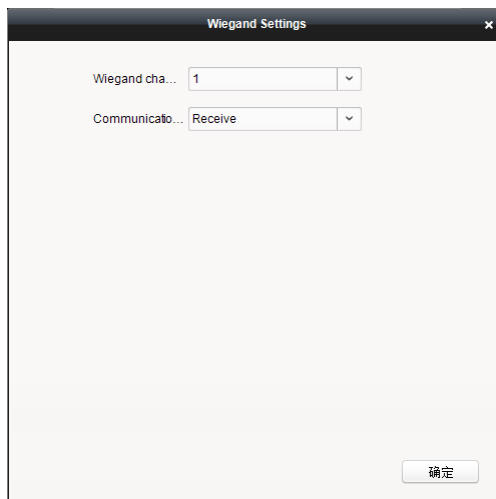 Wiegand Settings
Wiegand cha... 1
Communicatio... Receive
确定